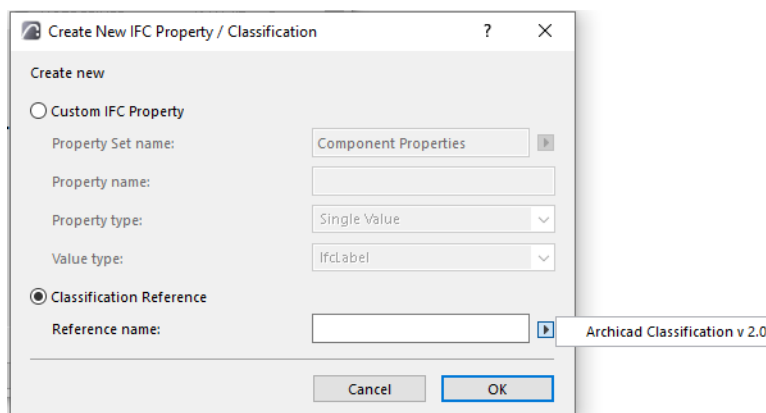 Create New IFC Property / Classification ?
Create new
Custom IFC Property
Property Set name: Component Properties
Property name:
Property type: Single Value
Value type: IfcLabel
Classification Reference
Reference name: Archicad Classification v 2.0
Cancel OK